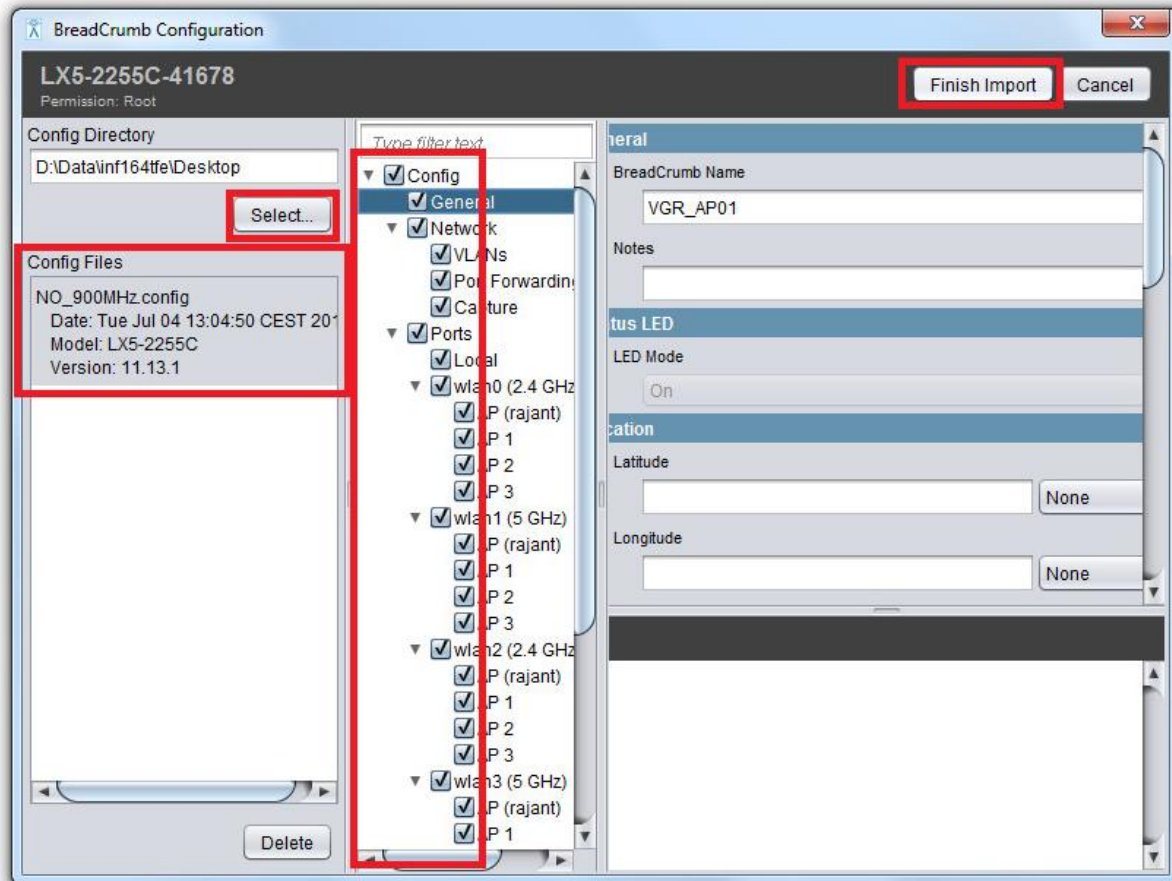 BreadCrumb Configuration
LX5-2255C-41678
Permission: Root
Finish Import
Cancel
Config Directory
D:\Data\inf164tfe\Desktop
Select...
Config Files
NO_900MHz.config
Date: Tue Jul 04 13:04:50 CEST 201
Model: LX5-2255C
Version: 11.13.1
Delete
Type filter text
Config
General
Network
VLANs
Port Forwarding
Capture
Ports
Local
wlan0 (2.4 GHz
AP (rajant)
AP 1
AP 2
AP 3
wlan1 (5 GHz)
AP (rajant)
AP 1
AP 2
AP 3
wlan2 (2.4 GHz
AP (rajant)
AP 1
AP 2
AP 3
wlan3 (5 GHz)
AP (rajant)
AP 1
neral
BreadCrumb Name
VGR_AP01
Notes
tus LED
LED Mode
On
cation
Latitude
None
Longitude
None